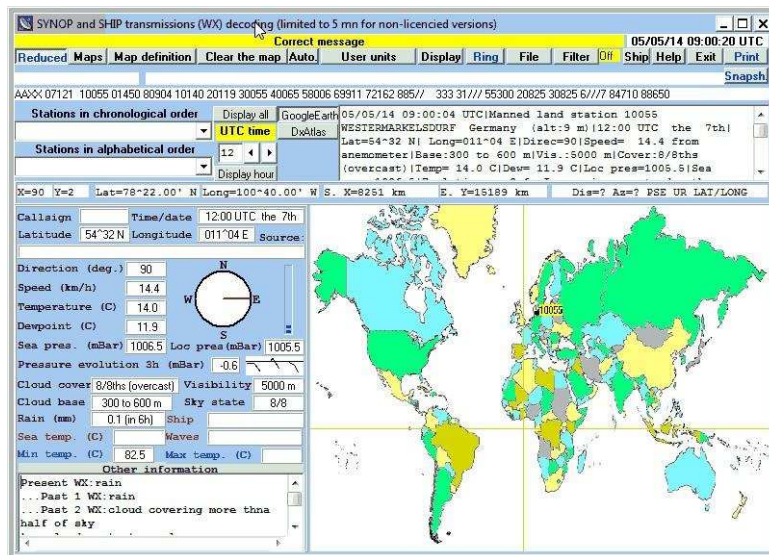 SYNOP and SHIP transmissions (WX) decoding (limited to 5 mn for non-licencied versions)
Correct message 05/05/14 09:00:20 UTC
Reduced Maps Map definition Clear the map Auto. User units Display Ring File Filter Off Ship Help Exit Print
Snapsh.
AAXX 07121 10055 01450 80904 10140 20119 30055 40065 58006 69911 72162 885// 333 31/// 55300 20825 30825 6///7 84710 88650
Stations in chronological order
Display all
GoogleEarth
UTC time
DxAtlas
Stations in alphabetical order
12
Display hour
05/05/14 09:00:04 UTC|Manned land station 10055
WESTERMARKELSDURF Germany (alt:9 m)|12:00 UTC the 7th|
Lat=54^32 N| Long=011^04 E|Direc=90|Speed= 14.4 from
anemometer|Base:300 to 600 m|Vis.:5000 m|Cover:8/8ths
(overcast)|Temp= 14.0 C|Dew= 11.9 C|Loc pres=1005.5|Sea
X=90 Y=2 Lat=78^22.00' N Long=100^40.00' W S. X=8251 km E. Y=15189 km Dis=? Az=? PSE UR LAT/LONG
Callsign Time/date 12:00 UTC the 7th
Latitude 54^32 N Longitude 011^04 E Source:
Direction (deg.) 90
Speed (km/h) 14.4
Temperature (C) 14.0
Dewpoint (C) 11.9
N
W E
S
Sea pres. (mBar) 1006.5 Loc pres(mBar) 1005.5
Pressure evolution 3h (mBar) -0.6
Cloud cover 8/8ths (overcast) Visibility 5000 m
Cloud base 300 to 600 m Sky state 8/8
Rain (mm) 0.1 (in 6h) Ship
Sea temp. (C) Waves
Min temp. (C) 82.5 Max temp. (C)
Other information
Present WX:rain
...Past 1 WX:rain
...Past 2 WX:cloud covering more thna
half of sky
10055